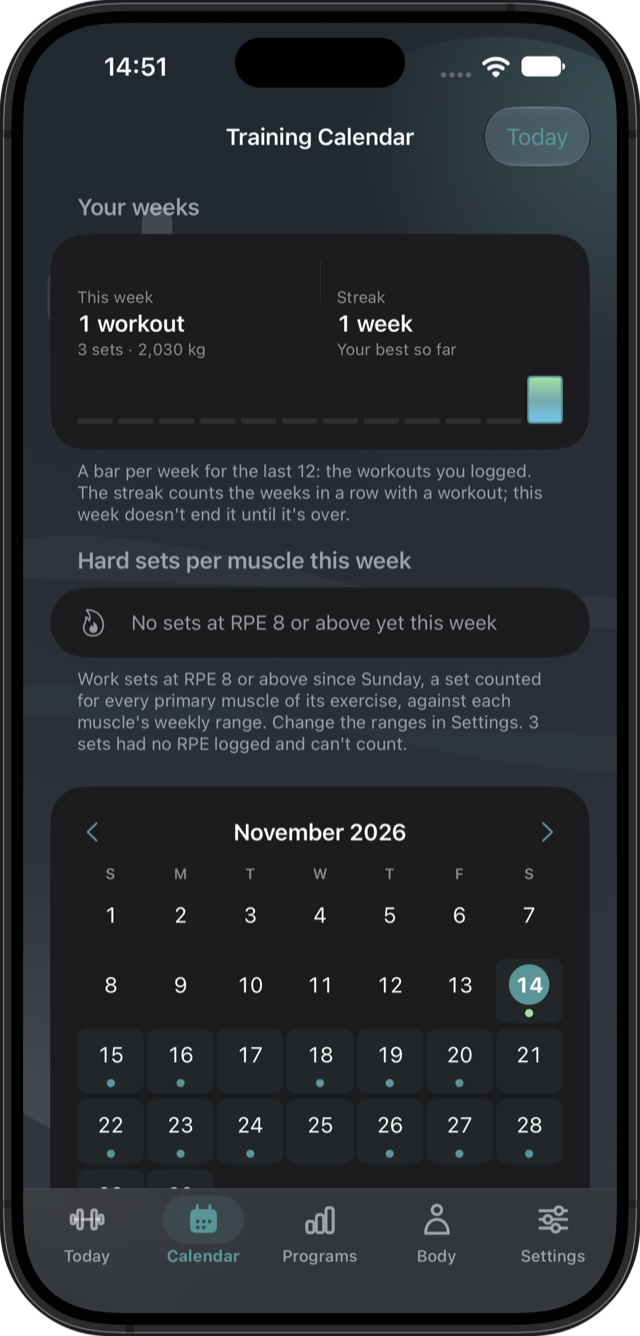 14:51
Training Calendar
Today
Your weeks
This week
1 workout
3 sets · 2,030 kg
Streak
1 week
Your best so far
A bar per week for the last 12: the workouts you logged.
The streak counts the weeks in a row with a workout; this
week doesn't end it until it's over.
Hard sets per muscle this week
No sets at RPE 8 or above yet this week
Work sets at RPE 8 or above since Sunday, a set counted
for every primary muscle of its exercise, against each
muscle's weekly range. Change the ranges in Settings. 3
sets had no RPE logged and can't count.
November 2026
S M T W T F S
1 2 3 4 5 6 7
8 9 10 11 12 13 14
15 16 17 18 19 20 21
22 23 24 25 26 27 28
Today Calendar Programs Body Settings